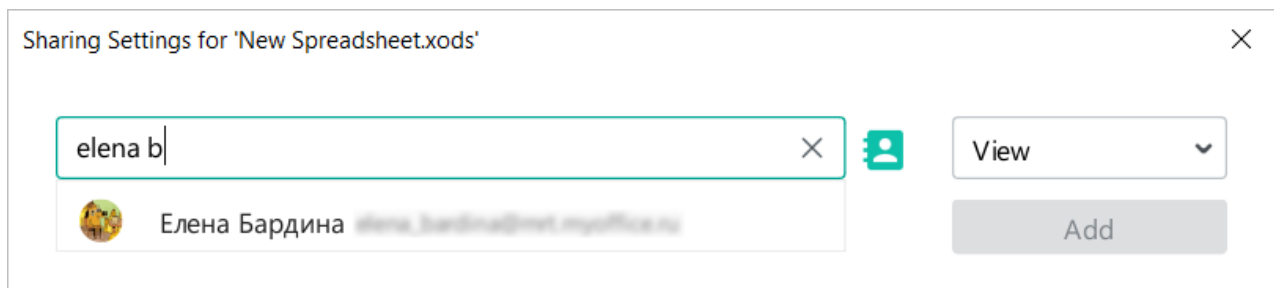 Sharing Settings for 'New Spreadsheet.xods'
elena b
View
Елена Бардина
Add